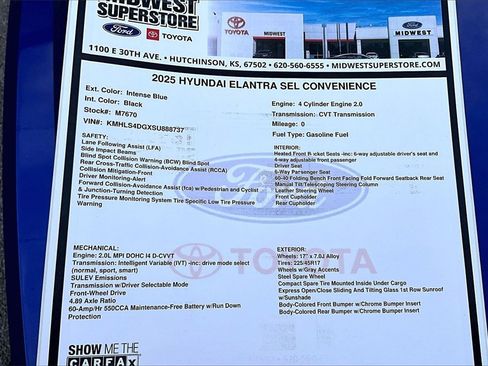 MIDWEST
SUPERSTORE
Ford TOYOTA
TOYOTA
MIDWEST
Ford
1100 E 30TH AVE. • HUTCHINSON, KS, 67502 • 620-560-6555 • MIDWESTSUPERSTORE.COM
2025 HYUNDAI ELANTRA SEL CONVENIENCE
Ext. Color: Intense Blue
Int. Color: Black
Stock#: M7670
VIN#: KMHLS4DGXSU888737
Engine: 4 Cylinder Engine 2.0
Transmission: CVT Transmission
Mileage: 0
Fuel Type: Gasoline Fuel
SAFETY:
Lane Following Assist (LFA)
Side Impact Beams
Blind Spot Collision Warning (BCW) Blind Spot
Rear Cross-Traffic Collision-Avoidance Assist (RCCA)
Collision Mitigation-Front
Driver Monitoring-Alert
Forward Collision-Avoidance Assist (fca) w/Pedestrian and Cyclist
& Junction-Turning Detection
Tire Pressure Monitoring System Tire Specific Low Tire Pressure
Warning
INTERIOR:
Heated Front Bucket Seats -inc: 6-way adjustable driver's seat and
4-way adjustable front passenger
Driver Seat
6-Way Passenger Seat
60-40 Folding Bench Front Facing Fold Forward Seatback Rear Seat
Manual Tilt/Telescoping Steering Column
Leather Steering Wheel
Front Cupholder
Rear Cupholder
Ford
TOYOTA
MECHANICAL:
Engine: 2.0L MPI DOHC I4 D-CVVT
Transmission: Intelligent Variable (IVT) -inc: drive mode select
(normal, sport, smart)
SULEV Emissions
Transmission w/Driver Selectable Mode
Front-Wheel Drive
4.89 Axle Ratio
60-Amp/Hr 550CCA Maintenance-Free Battery w/Run Down
Protection
EXTERIOR:
Wheels: 17" x 7.0J Alloy
Tires: 225/45R17
Wheels w/Gray Accents
Steel Spare Wheel
Compact Spare Tire Mounted Inside Under Cargo
Express Open/Close Sliding And Tilting Glass 1st Row Sunroof
w/Sunshade
Body-Colored Front Bumper w/Chrome Bumper Insert
Body-Colored Rear Bumper w/Chrome Bumper Insert
SHOW ME THE
CARFAX